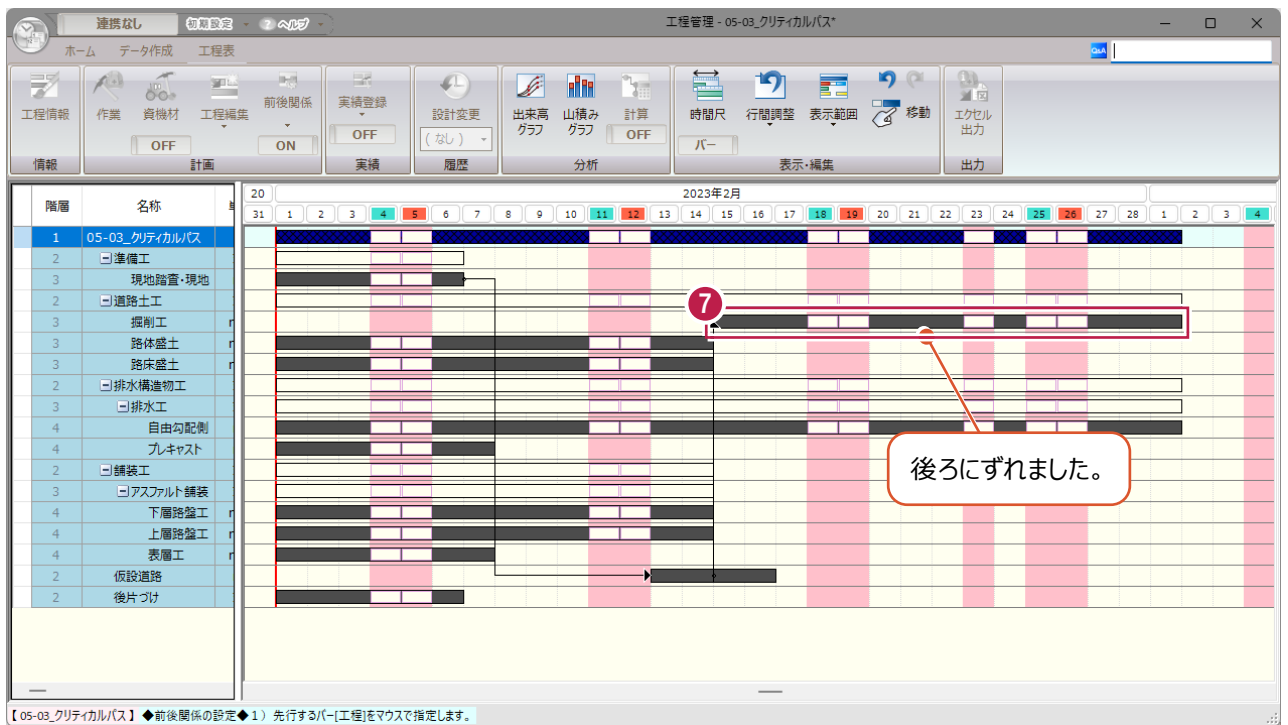 連携なし 初期設定 ? ヘルプ 工程管理 - 05-03_クリティカルパス*
ホーム データ作成 工程表 Q&A
工程情報 作業 資機材 工程編集 前後関係 実績登録 設計変更 出来高グラフ 山積みグラフ 計算 時間尺 行間調整 表示範囲 移動 エクセル出力
OFF ON OFF (なし) OFF バー
情報 計画 実績 履歴 分析 表示・編集 出力
階層 名称 20 2023年2月
31 1 2 3 4 5 6 7 8 9 10 11 12 13 14 15 16 17 18 19 20 21 22 23 24 25 26 27 28 1 2 3 4
1 05-03_クリティカルパス
2 準備工
3 現地踏査・現地
2 道路土工
7
3 掘削工
3 路体盛土
3 路床盛土
2 排水構造物工
3 排水工
4 自由勾配側
4 プレキャスト
2 舗装工
後ろにずれました。
3 アスファルト舗装
4 下層路盤工
4 上層路盤工
4 表層工
2 仮設道路
2 後片づけ
【05-03_クリティカルパス】◆前後関係の設定◆1）先行するバー[工程]をマウスで指定します。